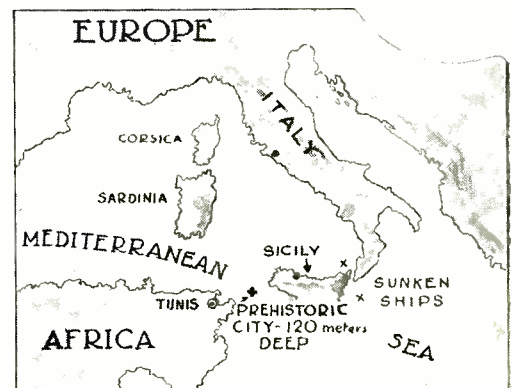 EUROPE
ITALY
CORSICA
SARDINIA
MEDITERRANEAN
SICILY
SUNKEN
SHIPS
TUNIS
PREHISTORIC
CITY-120 meters
DEEP
AFRICA
SEA